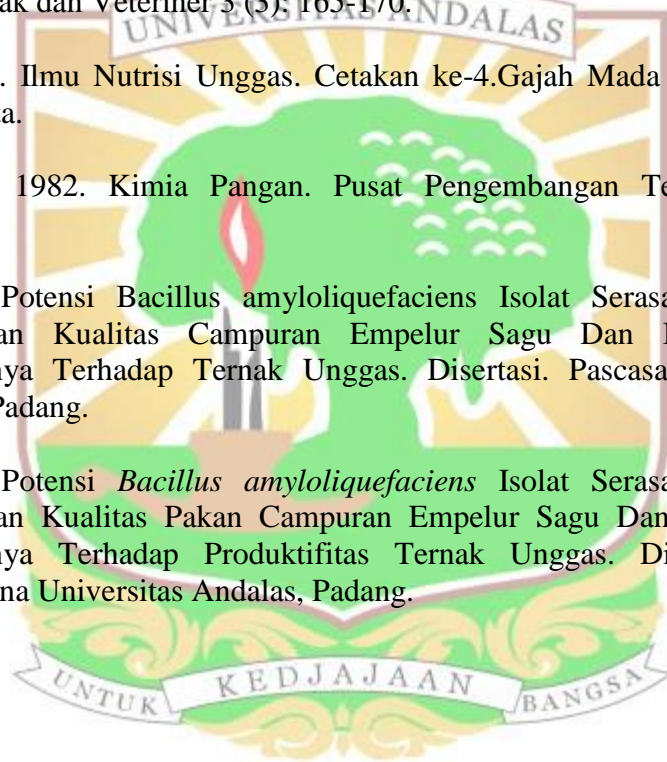 ak dan Veteriner 3 (3): 165-170.
UNIVERSITAS ANDALAS
. Ilmu Nutrisi Unggas. Cetakan ke-4.Gajah Mada
ta.
1982. Kimia Pangan. Pusat Pengembangan Te
Potensi Bacillus amyloliquefaciens Isolat Serasa
an Kualitas Campuran Empelur Sagu Dan
nya Terhadap Ternak Unggas. Disertasi. Pascasa
Padang.
Potensi Bacillus amyloliquefaciens Isolat Serasa
an Kualitas Pakan Campuran Empelur Sagu Dan
nya Terhadap Produktifitas Ternak Unggas. Di
na Universitas Andalas, Padang.
UNTUK KEDJAJAAN BANGSA